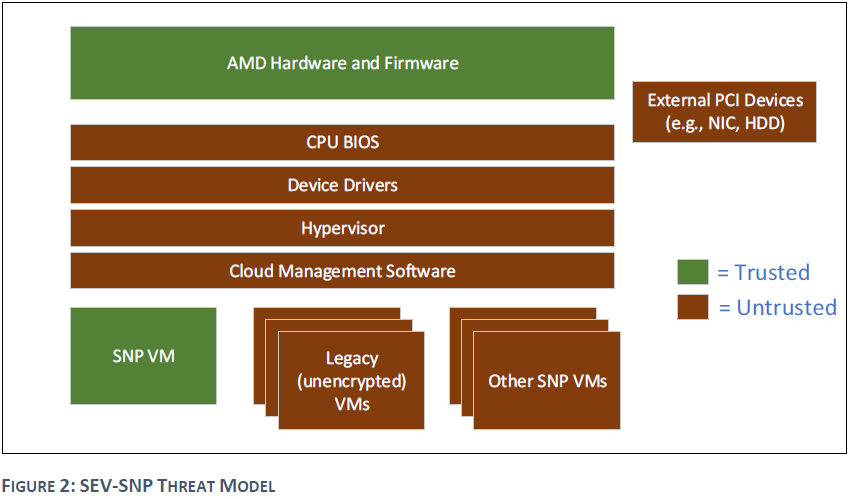 AMD Hardware and Firmware
External PCI Devices
(e.g., NIC, HDD)
CPU BIOS
Device Drivers
Hypervisor
Cloud Management Software
= Trusted
= Untrusted
SNP VM
Legacy
(unencrypted)
VMs
Other SNP VMs
FIGURE 2: SEV-SNP THREAT MODEL